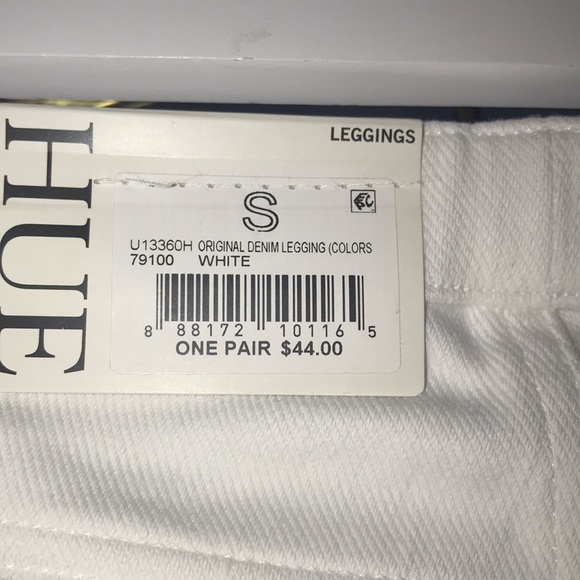 HUE
LEGGINGS
S
U13360H ORIGINAL DENIM LEGGING (COLORS
79100 WHITE
8 88172 10116 5
ONE PAIR $44.00